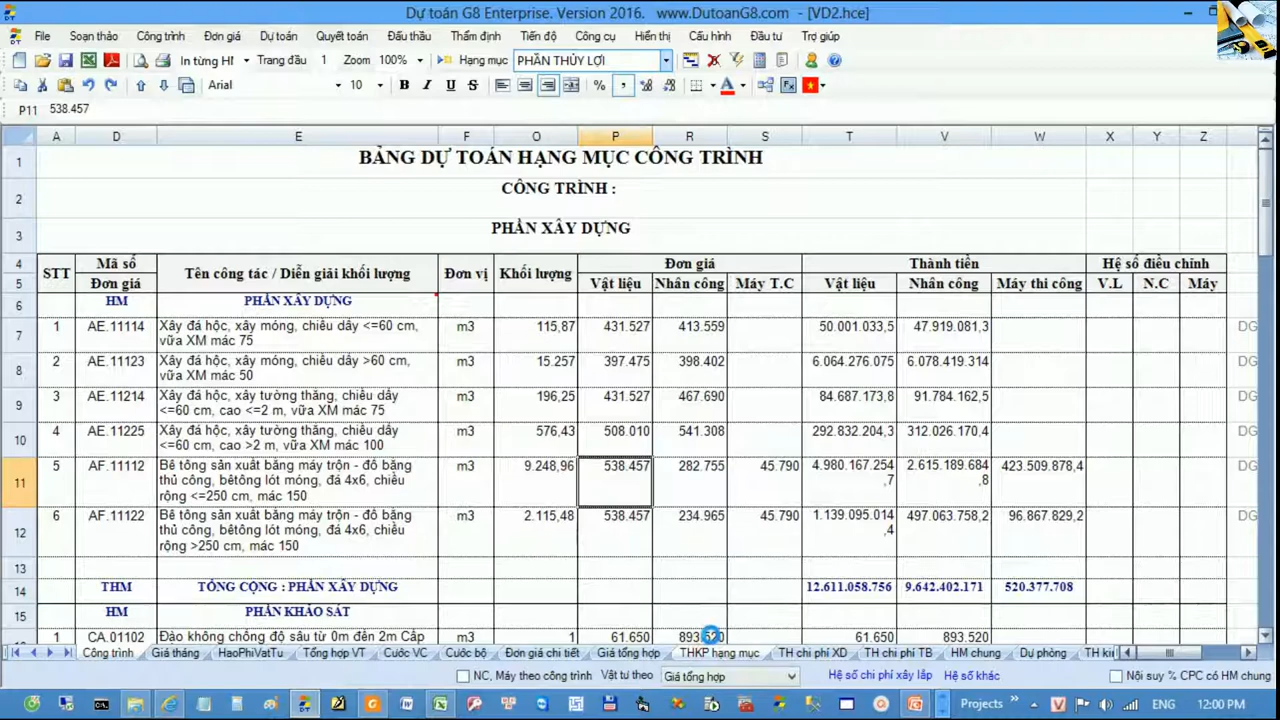 Dự toán G8 Enterprise. Version 2016. www.DutoanG8.com - [VD2.hce]
File Soạn thảo Công trình Đơn giá Dự toán Quyết toán Đấu thầu Thẩm định Tiến độ Công cụ Hiển thị Cấu hình Đầu tư Trợ giúp
In từng HM Trang đầu 1 Zoom 100% Hạng mục PHẦN THỦY LỢI
Arial 10 B I U S % , A
P11 538.457
A D E F O P R S T V W X Y Z
1 BẢNG DỰ TOÁN HẠNG MỤC CÔNG TRÌNH
2 CÔNG TRÌNH :
3 PHẦN XÂY DỰNG
4 STT Mã số Tên công tác / Diễn giải khối lượng Đơn vị Khối lượng Đơn giá Thành tiền Hệ số điều chỉnh
5 Đơn giá Vật liệu Nhân công Máy T.C Vật liệu Nhân công Máy thi công V.L N.C Máy
6 HM PHẦN XÂY DỰNG
7 1 AE.11114 Xây đá hộc, xây móng, chiều dầy <=60 cm, m3 115,87 431.527 413.559 50.001.033,5 47.919.081,3 DG
vữa XM mác 75
8 2 AE.11123 Xây đá hộc, xây móng, chiều dầy >60 cm, m3 15.257 397.475 398.402 6.064.276.075 6.078.419.314 DG
vữa XM mác 50
9 3 AE.11214 Xây đá hộc, xây tường thẳng, chiều dầy m3 196,25 431.527 467.690 84.687.173,8 91.784.162,5 DG
<=60 cm, cao <=2 m, vữa XM mác 75
10 4 AE.11225 Xây đá hộc, xây tường thẳng, chiều dầy m3 576,43 508.010 541.308 292.832.204,3 312.026.170,4 DG
<=60 cm, cao >2 m, vữa XM mác 100
11 5 AF.11112 Bê tông sản xuất bằng máy trộn - đổ bằng m3 9.248,96 538.457 282.755 45.790 4.980.167.254 2.615.189.684 423.509.878,4 DG
thủ công, bêtông lót móng, đá 4x6, chiều ,7 ,8
rộng <=250 cm, mác 150
12 6 AF.11122 Bê tông sản xuất bằng máy trộn - đổ bằng m3 2.115,48 538.457 234.965 45.790 1.139.095.014 497.063.758,2 96.867.829,2 DG
thủ công, bêtông lót móng, đá 4x6, chiều ,4
rộng >250 cm, mác 150
13
14 THM TỔNG CỘNG : PHẦN XÂY DỰNG 12.611.058.756 9.642.402.171 520.377.708
15 HM PHẦN KHẢO SÁT
1 CA.01102 Đào không chống độ sâu từ 0m đến 2m Cấp m3 1 61.650 893.520 61.650 893.520
Công trình Giá tháng HaoPhiVatTu Tổng hợp VT Cước VC Cước bộ Đơn giá chi tiết Giá tổng hợp THKP hạng mục TH chi phí XD TH chi phí TB HM chung Dự phòng
NC, Máy theo công trình Vật tư theo Giá tổng hợp Hệ số chi phí xây lắp Hệ số khác Nội suy % CPC có HM chung
Projects 12:00 PM